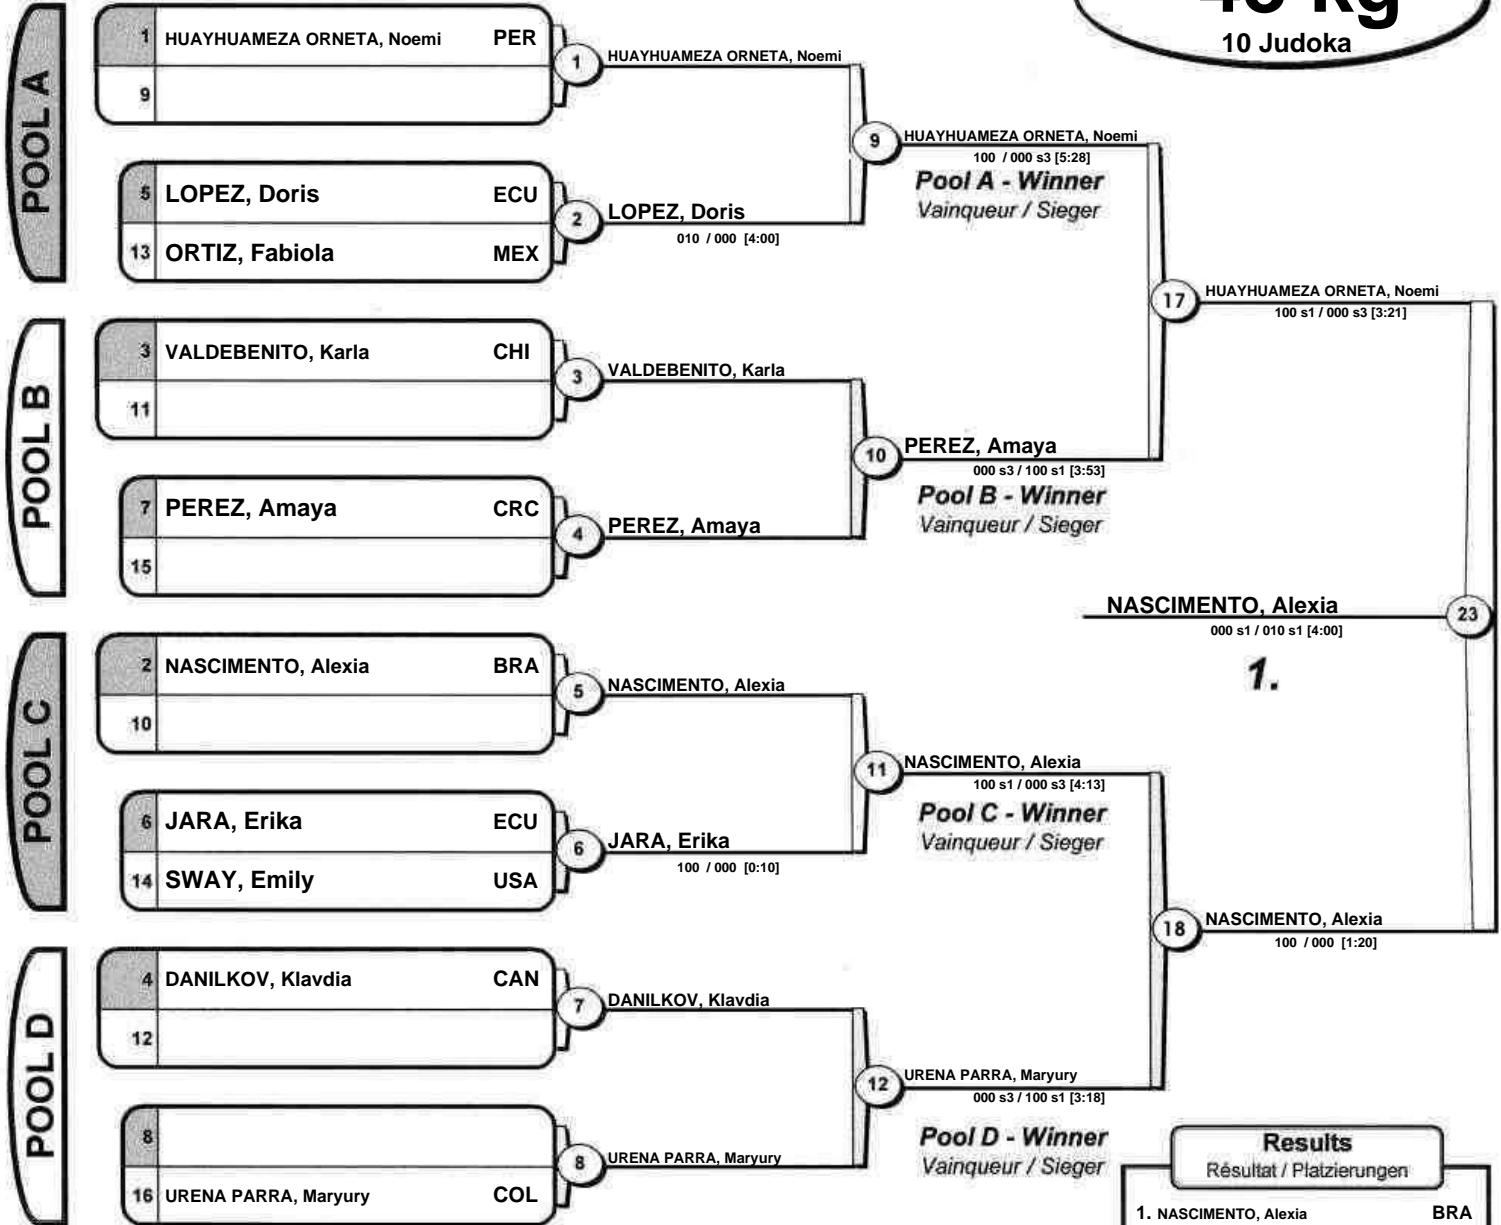 10 Judoka
POOL A
1 HUAYHUAMEZA ORNETA, Noemi PER
9
5 LOPEZ, Doris ECU
13 ORTIZ, Fabiola MEX
1 HUAYHUAMEZA ORNETA, Noemi
2 LOPEZ, Doris
010 / 000 [4:00]
9 HUAYHUAMEZA ORNETA, Noemi
100 / 000 s3 [5:28]
Pool A - Winner
Vainqueur / Sieger
POOL B
3 VALDEBENITO, Karla CHI
11
7 PEREZ, Amaya CRC
15
3 VALDEBENITO, Karla
4 PEREZ, Amaya
10 PEREZ, Amaya
000 s3 / 100 s1 [3:53]
Pool B - Winner
Vainqueur / Sieger
17 HUAYHUAMEZA ORNETA, Noemi
100 s1 / 000 s3 [3:21]
POOL C
2 NASCIMENTO, Alexia BRA
10
6 JARA, Erika ECU
14 SWAY, Emily USA
5 NASCIMENTO, Alexia
6 JARA, Erika
100 / 000 [0:10]
11 NASCIMENTO, Alexia
100 s1 / 000 s3 [4:13]
Pool C - Winner
Vainqueur / Sieger
POOL D
4 DANILKOV, Klavdia CAN
12
8
16 URENA PARRA, Maryury COL
7 DANILKOV, Klavdia
8 URENA PARRA, Maryury
12 URENA PARRA, Maryury
000 s3 / 100 s1 [3:18]
Pool D - Winner
Vainqueur / Sieger
18 NASCIMENTO, Alexia
100 / 000 [1:20]
NASCIMENTO, Alexia 23
000 s1 / 010 s1 [4:00]
1.
Results
Résultat / Platzierungen
1. NASCIMENTO, Alexia BRA